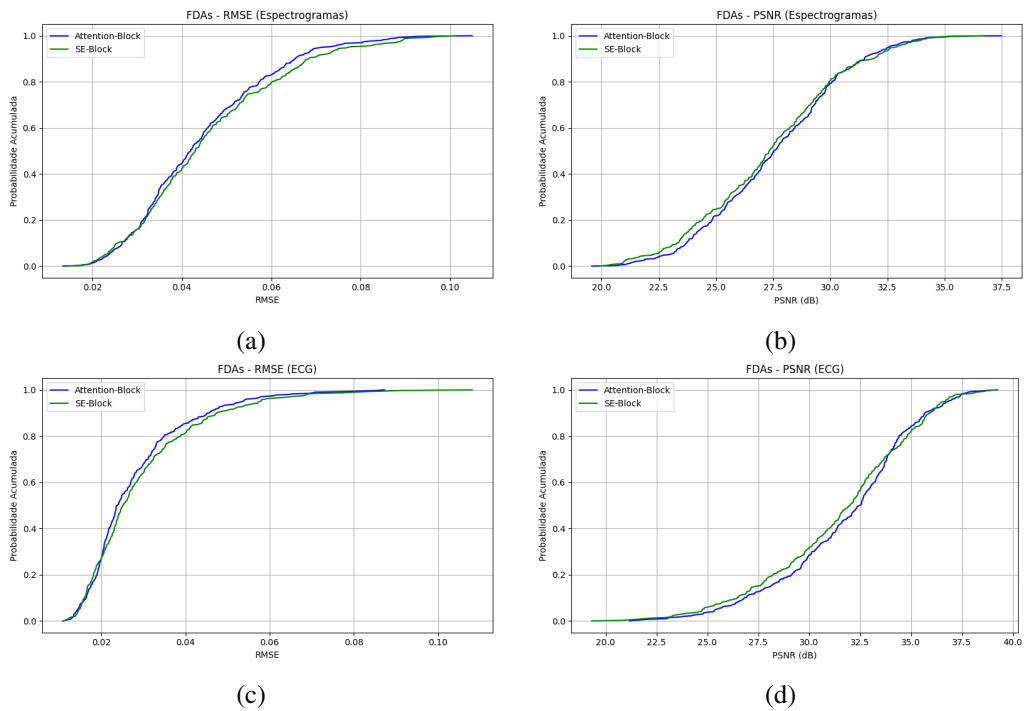 FDAs - RMSE (Espectrogramas)
Attention-Block
SE-Block
Probabilidade Acumulada
1.0
0.8
0.6
0.4
0.2
0.0
0.02 0.04 0.06 0.08 0.10
RMSE
(a)
FDAs - PSNR (Espectrogramas)
Attention-Block
SE-Block
Probabilidade Acumulada
1.0
0.8
0.6
0.4
0.2
0.0
20.0 22.5 25.0 27.5 30.0 32.5 35.0 37.5
PSNR (dB)
(b)
FDAs - RMSE (ECG)
Attention-Block
SE-Block
Probabilidade Acumulada
1.0
0.8
0.6
0.4
0.2
0.0
0.02 0.04 0.06 0.08 0.10
RMSE
(c)
FDAs - PSNR (ECG)
Attention-Block
SE-Block
Probabilidade Acumulada
1.0
0.8
0.6
0.4
0.2
0.0
20.0 22.5 25.0 27.5 30.0 32.5 35.0 37.5 40.0
PSNR (dB)
(d)